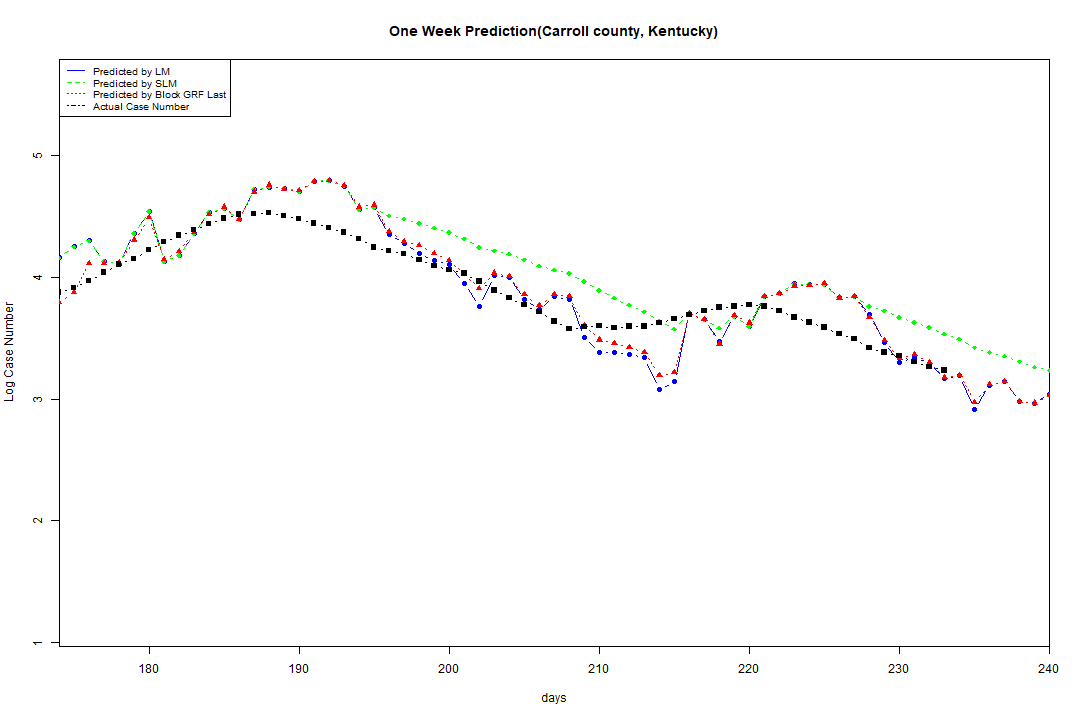 One Week Prediction(Carroll county, Kentucky)
Predicted by LM
Predicted by SLM
Predicted by Block GRF Last
Actual Case Number
5
4
3
2
1
Log Case Number
180 190 200 210 220 230 240
days